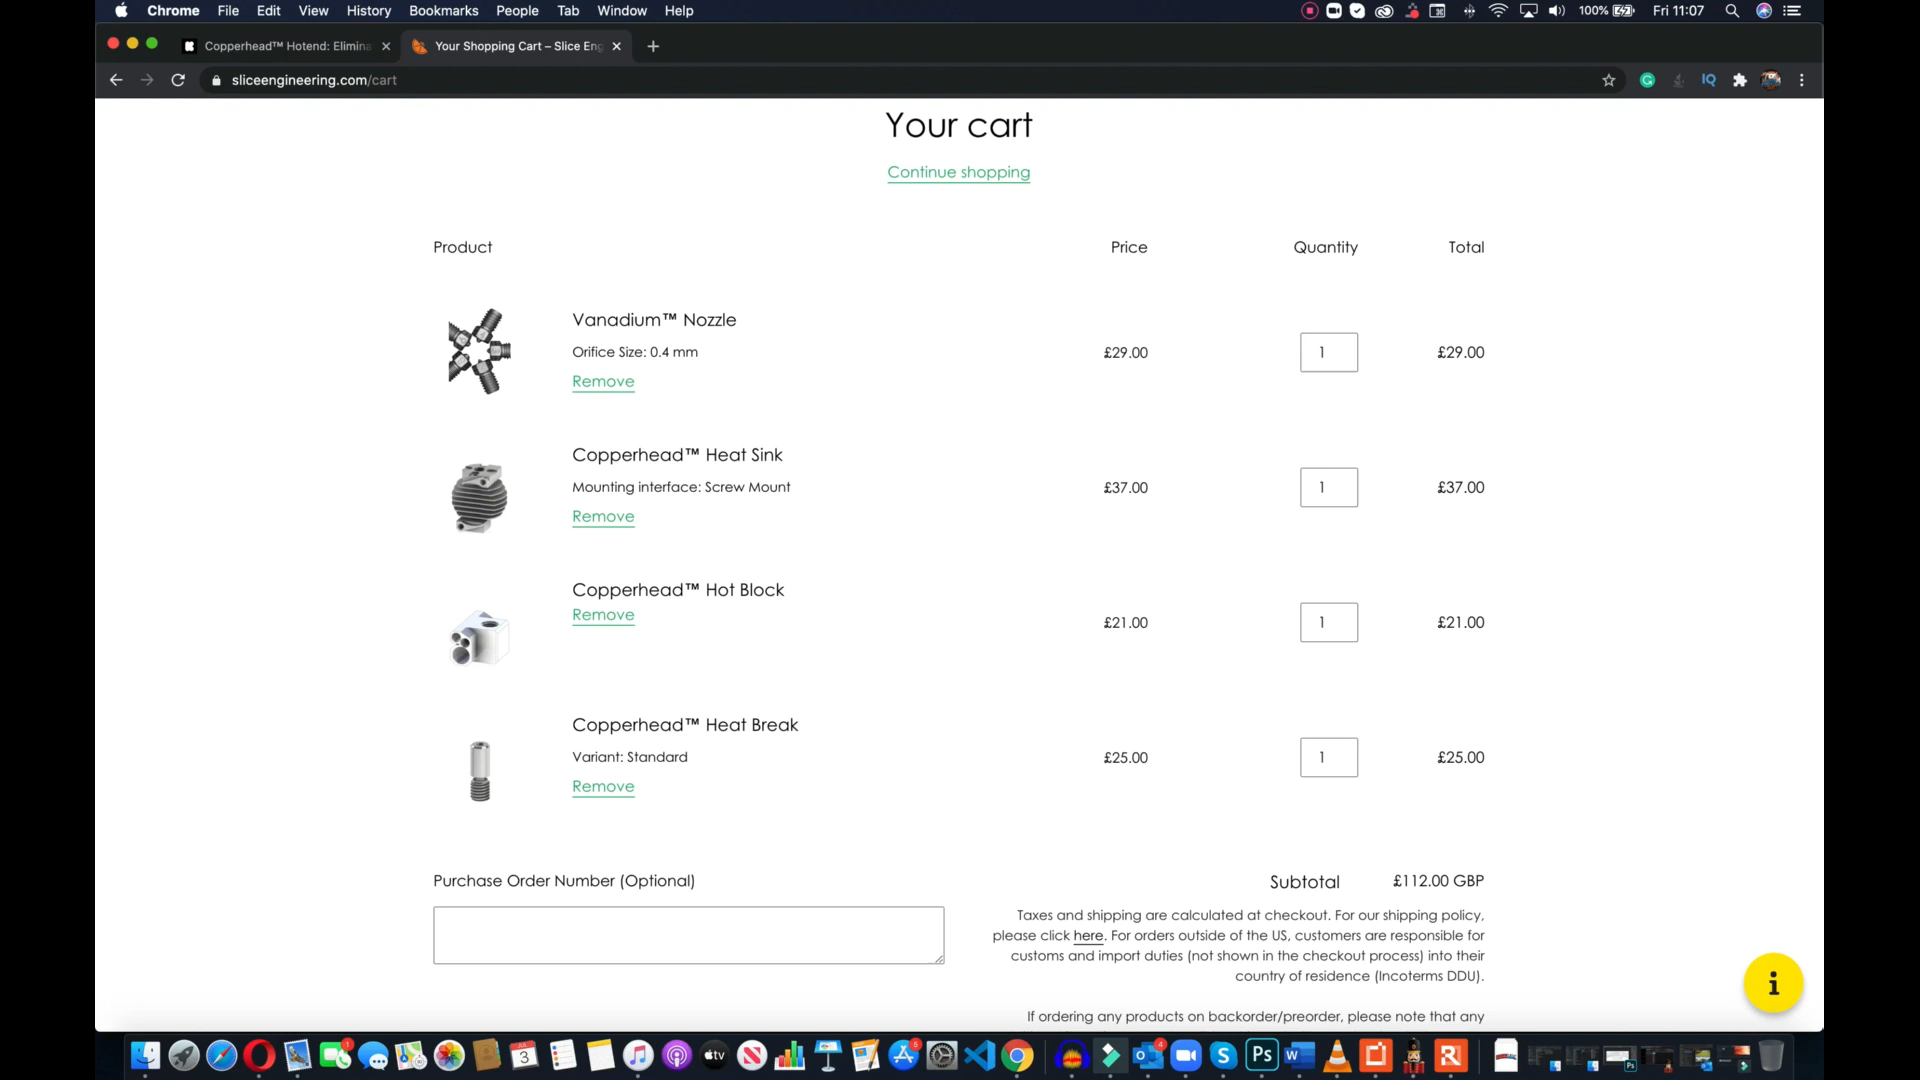 Chrome File Edit View History Bookmarks People Tab Window Help 100% Fri 11:07
Copperhead™ Hotend: Elimina Your Shopping Cart – Slice Eng
sliceengineering.com/cart IQ
Your cart
Continue shopping
Product Price Quantity Total
Vanadium™ Nozzle
Orifice Size: 0.4 mm £29.00 1 £29.00
Remove
Copperhead™ Heat Sink
Mounting interface: Screw Mount £37.00 1 £37.00
Remove
Copperhead™ Hot Block
Remove
£21.00 1 £21.00
Copperhead™ Heat Break
Variant: Standard £25.00 1 £25.00
Remove
Purchase Order Number (Optional) Subtotal £112.00 GBP
Taxes and shipping are calculated at checkout. For our shipping policy,
please click here. For orders outside of the US, customers are responsible for
customs and import duties (not shown in the checkout process) into their
country of residence (Incoterms DDU).
If ordering any products on backorder/preorder, please note that any